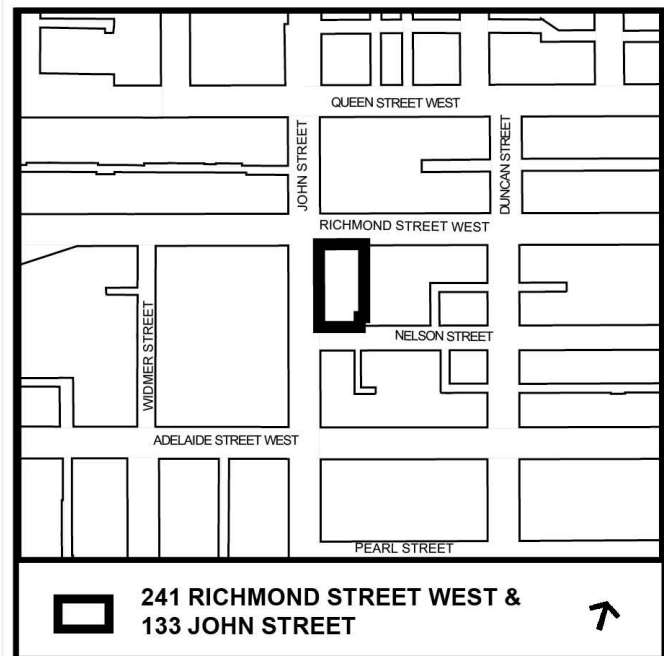 QUEEN STREET WEST
JOHN STREET
DUNCAN STREET
RICHMOND STREET WEST
WIDMER STREET
NELSON STREET
ADELAIDE STREET WEST
PEARL STREET
241 RICHMOND STREET WEST &
133 JOHN STREET